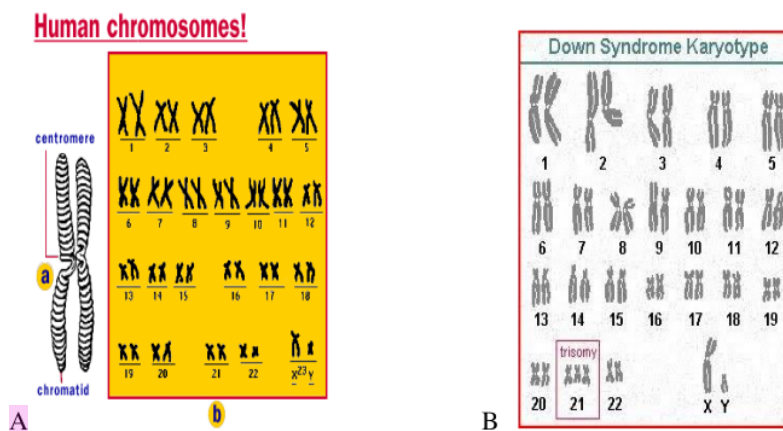 Human chromosomes!
centromere
1 2 3 4 5
6 7 8 9 10 11 12
a
13 14 15 16 17 18
chromatid
19 20 21 22 X23Y
A
b
Down Syndrome Karyotype
1 2 3 4 5
6 7 8 9 10 11 12
13 14 15 16 17 18 19
trisomy
20 21 22 X Y
B